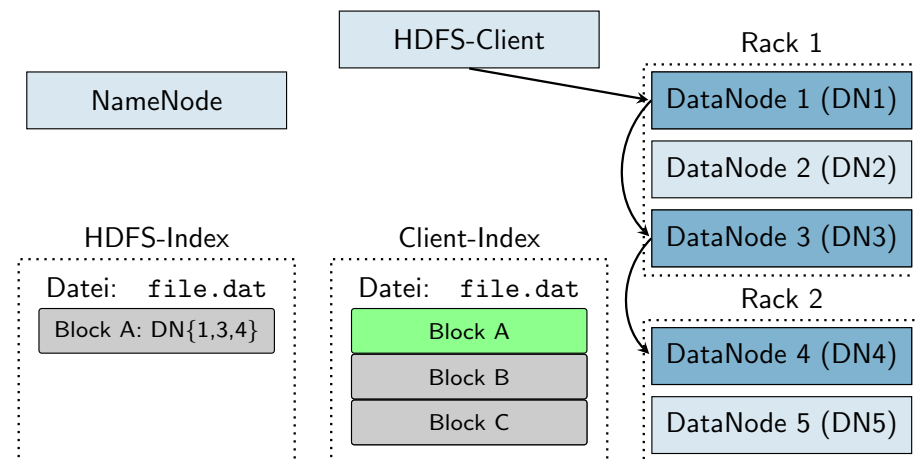 HDFS-Client
NameNode
Rack 1
DataNode 1 (DN1)
DataNode 2 (DN2)
DataNode 3 (DN3)
HDFS-Index
Datei: file.dat
Block A: DN{1,3,4}
Client-Index
Datei: file.dat
Block A
Block B
Block C
Rack 2
DataNode 4 (DN4)
DataNode 5 (DN5)